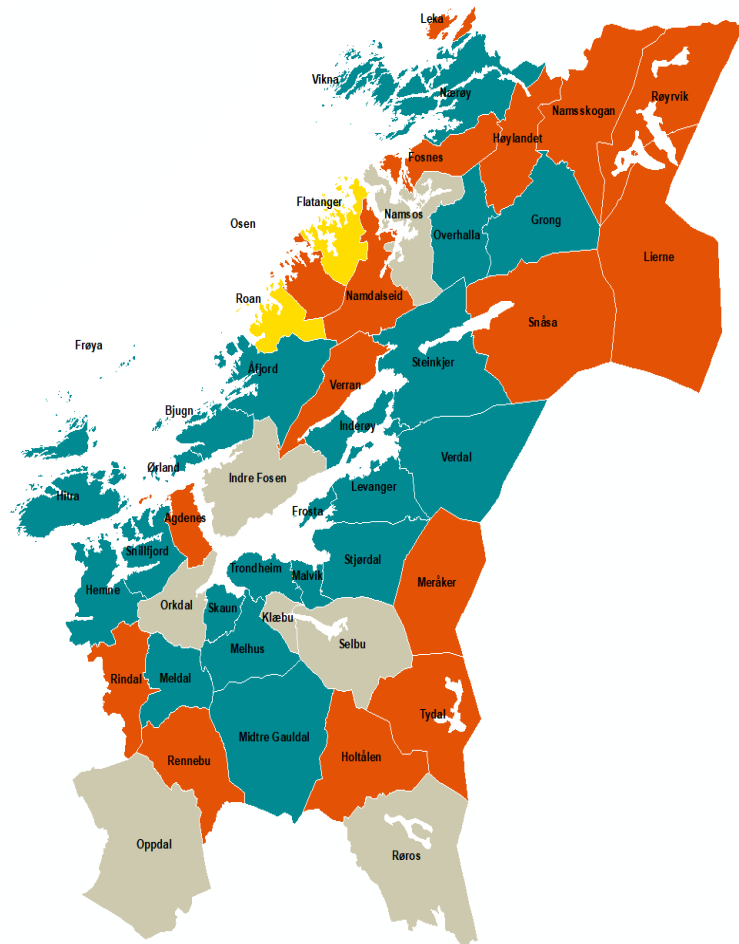 Leka
Vikna
Nærøy
Namsskogan
Røyrvik
Høylandet
Fosnes
Flatanger
Namsos
Osen
Overhalla
Grong
Lierne
Roan
Namdalseid
Snåsa
Frøya
Steinkjer
Åfjord
Verran
Bjugn
Inderøy
Verdal
Ørland
Indre Fosen
Levanger
Hitra
Frosta
Agdenes
Snillfjord
Stjørdal
Trondheim
Malvik
Meråker
Hemne
Orkdal
Skaun
Klæbu
Melhus
Selbu
Rindal
Meldal
Tydal
Midtre Gauldal
Rennebu
Holtålen
Oppdal
Røros